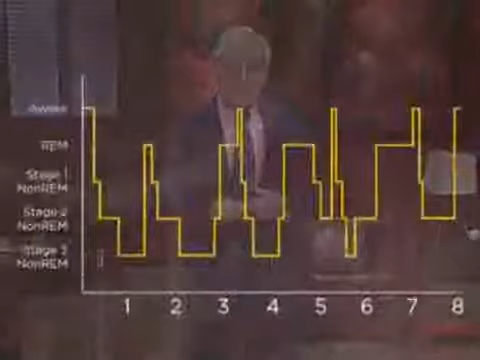 Awake
REM
Stage 1
NonREM
Stage 2
NonREM
Stage 3
NonREM
1 2 3 4 5 6 7 8